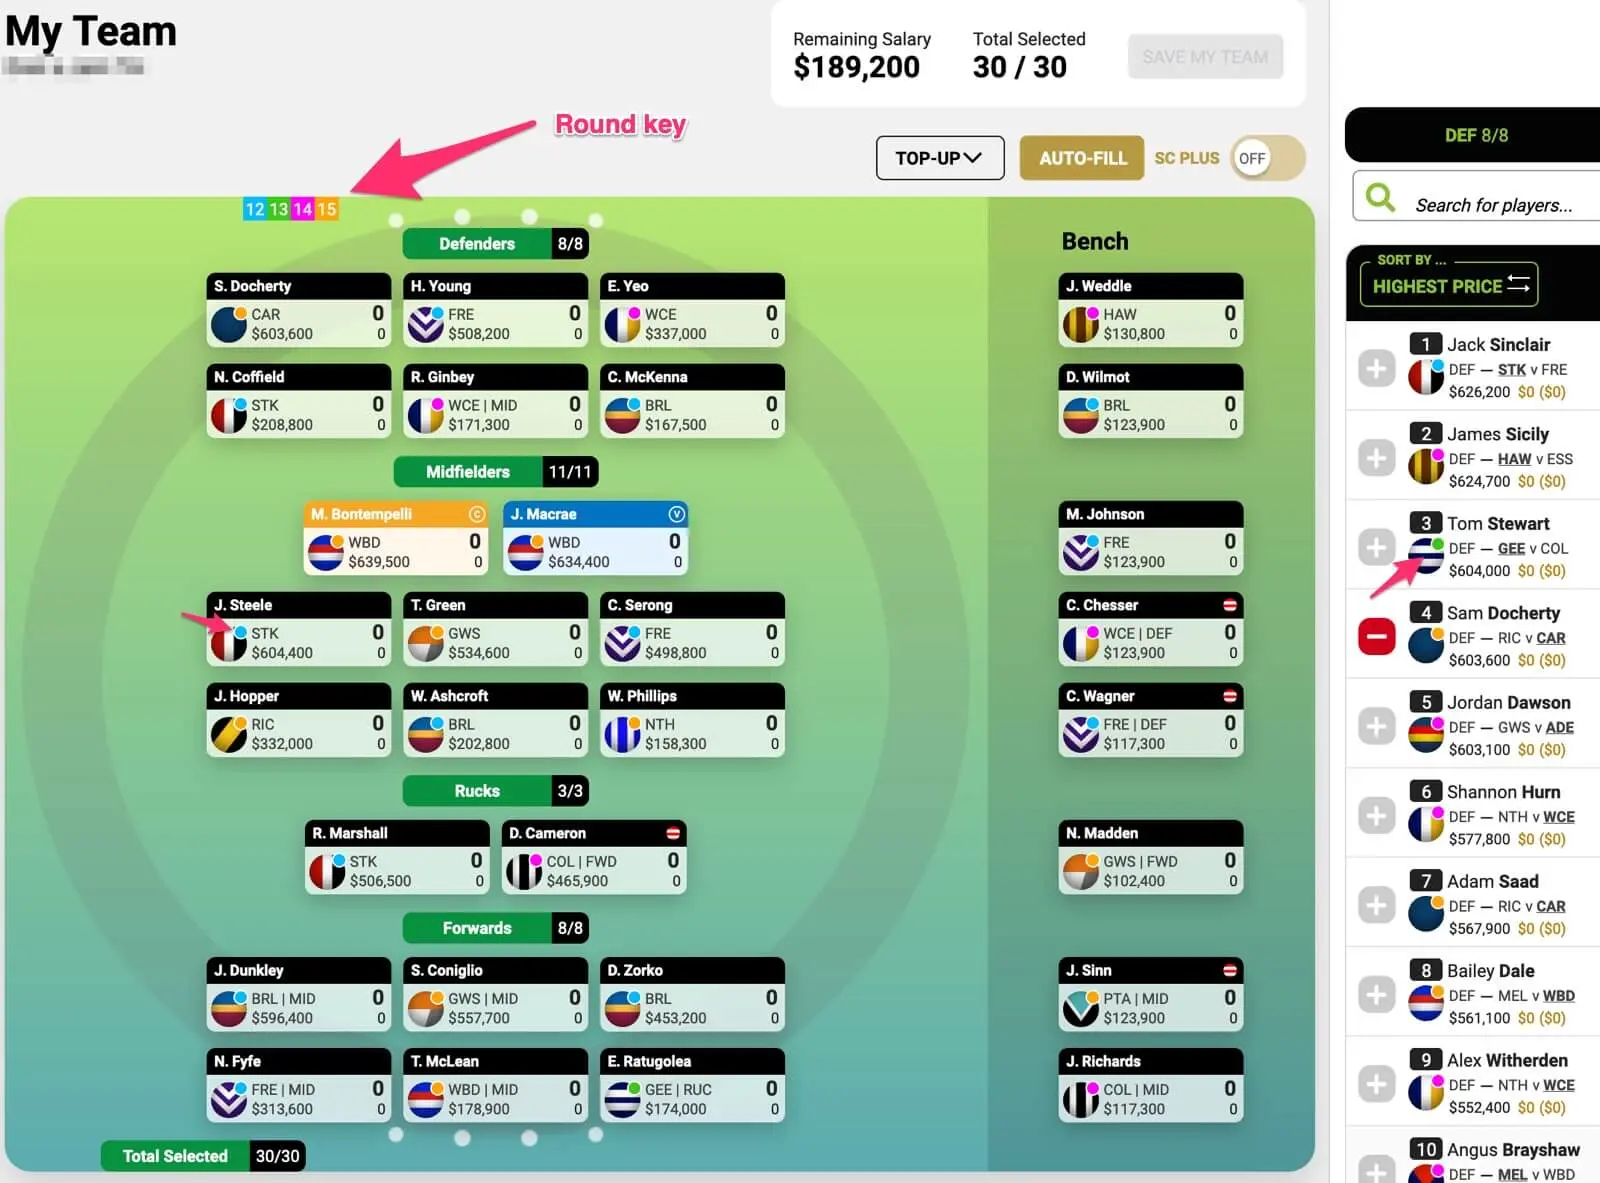 My Team
Remaining Salary
$189,200
Total Selected
30 / 30
SAVE MY TEAM
Round key
TOP-UP
AUTO-FILL
SC PLUS
OFF
12 13 14 15
Defenders 8/8
S. Docherty
CAR 0
$603,600 0
H. Young
FRE 0
$508,200 0
E. Yeo
WCE 0
$337,000 0
N. Coffield
STK 0
$208,800 0
R. Ginbey
WCE | MID 0
$171,300 0
C. McKenna
BRL 0
$167,500 0
Midfielders 11/11
M. Bontempelli C
WBD 0
$639,500 0
J. Macrae V
WBD 0
$634,400 0
J. Steele
STK 0
$604,400 0
T. Green
GWS 0
$534,600 0
C. Serong
FRE 0
$498,800 0
J. Hopper
RIC 0
$332,000 0
W. Ashcroft
BRL 0
$202,800 0
W. Phillips
NTH 0
$158,300 0
Rucks 3/3
R. Marshall
STK 0
$506,500 0
D. Cameron
COL | FWD 0
$465,900 0
Forwards 8/8
J. Dunkley
BRL | MID 0
$596,400 0
S. Coniglio
GWS | MID 0
$557,700 0
D. Zorko
BRL 0
$453,200 0
N. Fyfe
FRE | MID 0
$313,600 0
T. McLean
WBD | MID 0
$178,900 0
E. Ratugolea
GEE | RUC 0
$174,000 0
Total Selected 30/30
Bench
J. Weddle
HAW 0
$130,800 0
D. Wilmot
BRL 0
$123,900 0
M. Johnson
FRE 0
$123,900 0
C. Chesser
WCE | DEF 0
$123,900 0
C. Wagner
FRE | DEF 0
$117,300 0
N. Madden
GWS | FWD 0
$102,400 0
J. Sinn
PTA | MID 0
$123,900 0
J. Richards
COL | MID 0
$117,300 0
DEF 8/8
Search for players...
SORT BY ...
HIGHEST PRICE
1 Jack Sinclair
DEF — STK v FRE
$626,200 $0 ($0)
2 James Sicily
DEF — HAW v ESS
$624,700 $0 ($0)
3 Tom Stewart
DEF — GEE v COL
$604,000 $0 ($0)
4 Sam Docherty
DEF — RIC v CAR
$603,600 $0 ($0)
5 Jordan Dawson
DEF — GWS v ADE
$603,100 $0 ($0)
6 Shannon Hurn
DEF — NTH v WCE
$577,800 $0 ($0)
7 Adam Saad
DEF — RIC v CAR
$567,900 $0 ($0)
8 Bailey Dale
DEF — MEL v WBD
$561,100 $0 ($0)
9 Alex Witherden
DEF — NTH v WCE
$552,400 $0 ($0)
10 Angus Brayshaw
DEF — MEL v WBD